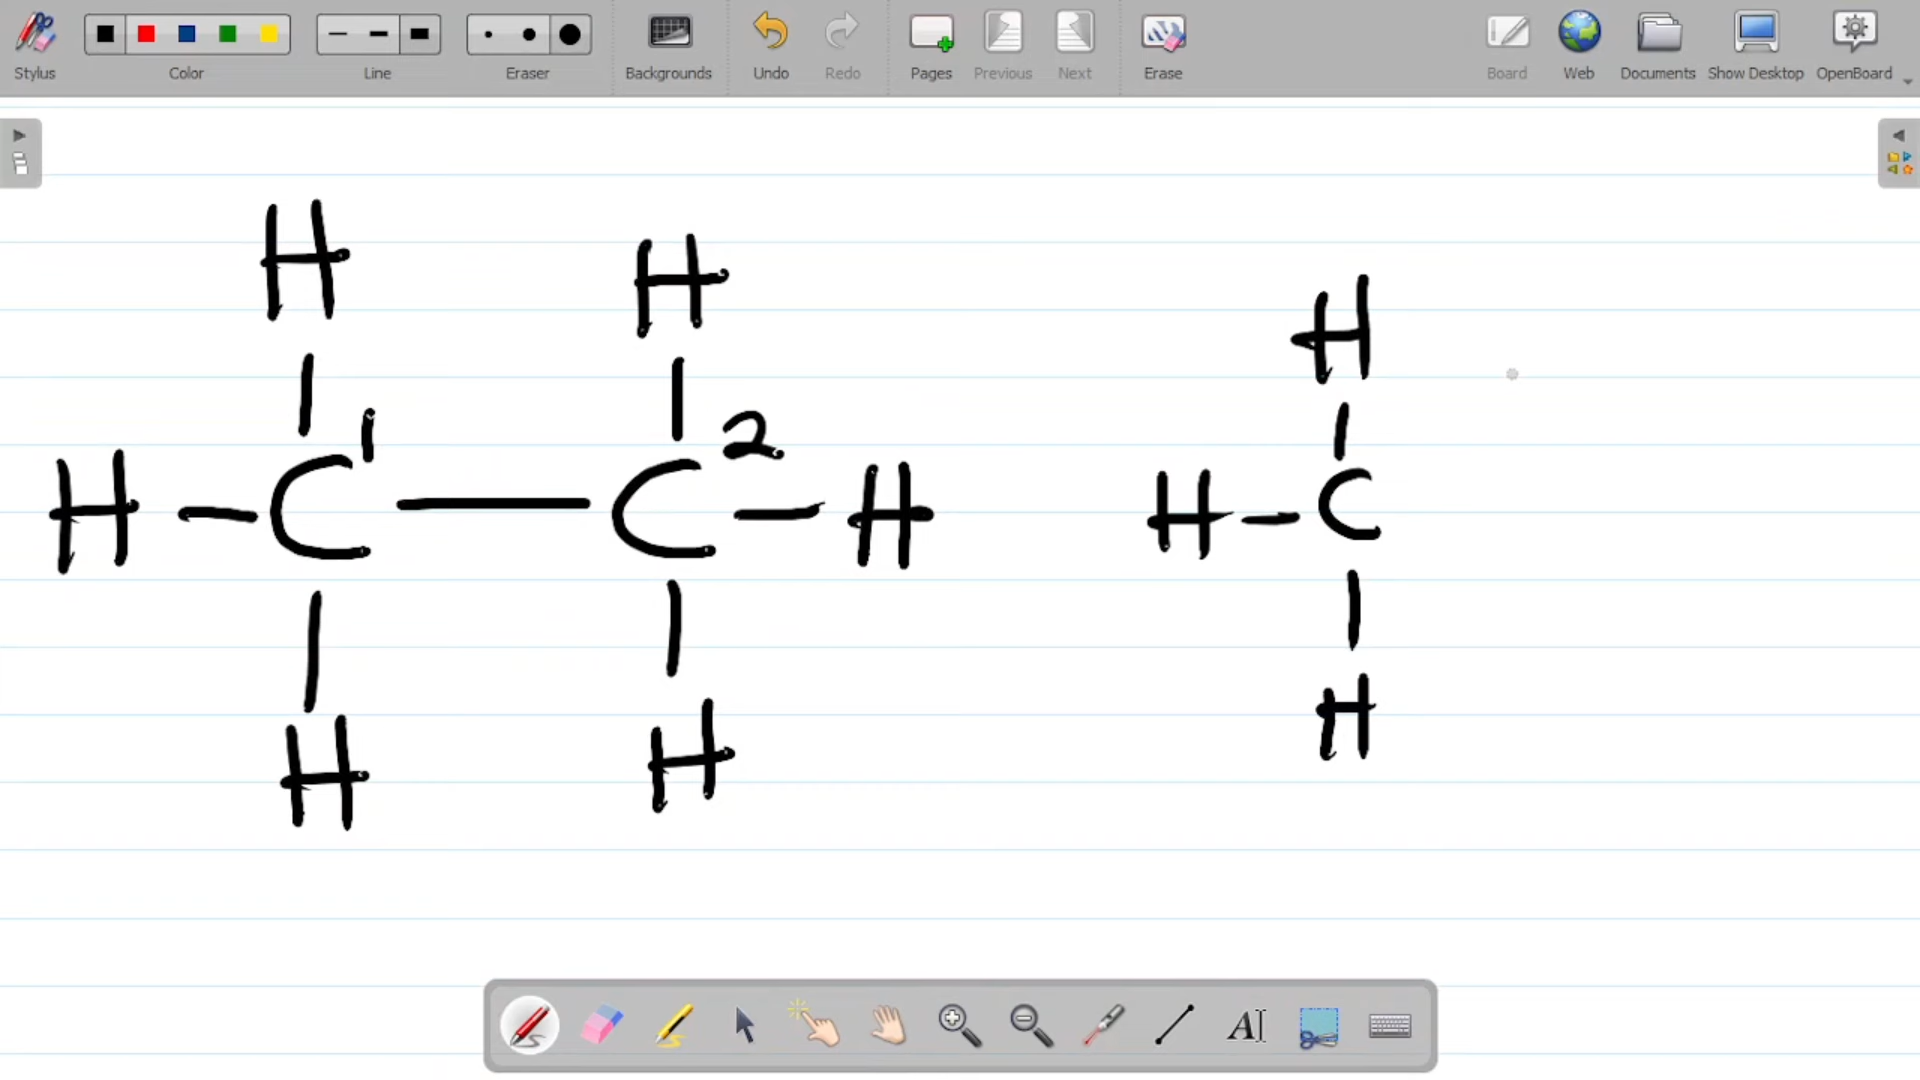 Stylus Color Line Eraser Backgrounds Undo Redo Pages Previous Next Erase Board Web Documents Show Desktop OpenBoard
H H H
1 2
H - C — C - H H - C
H H H
AI